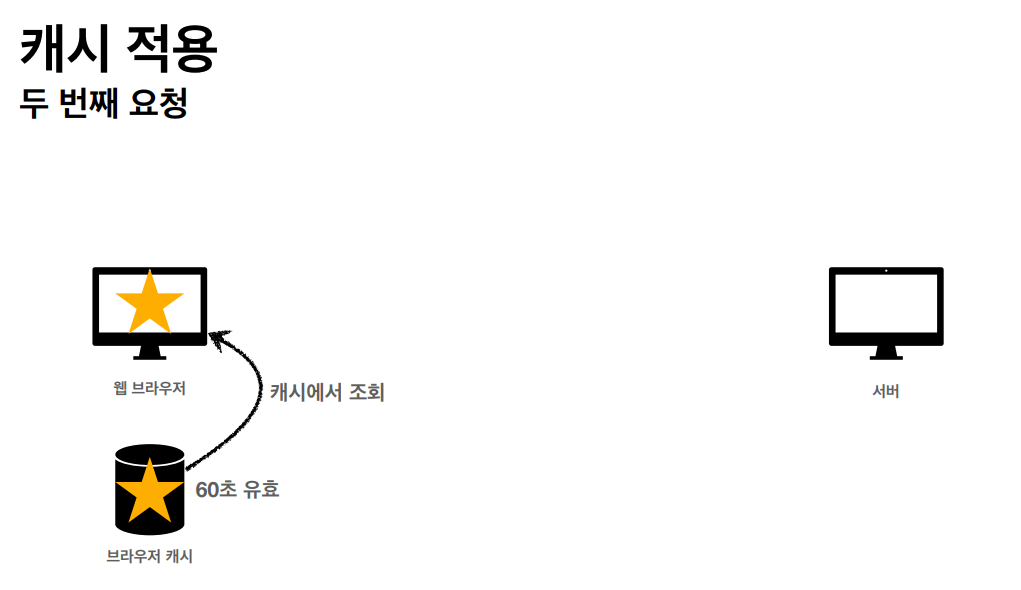 캐시 적용
두 번째 요청
웹 브라우저
서버
캐시에서 조회
60초 유효
브라우저 캐시